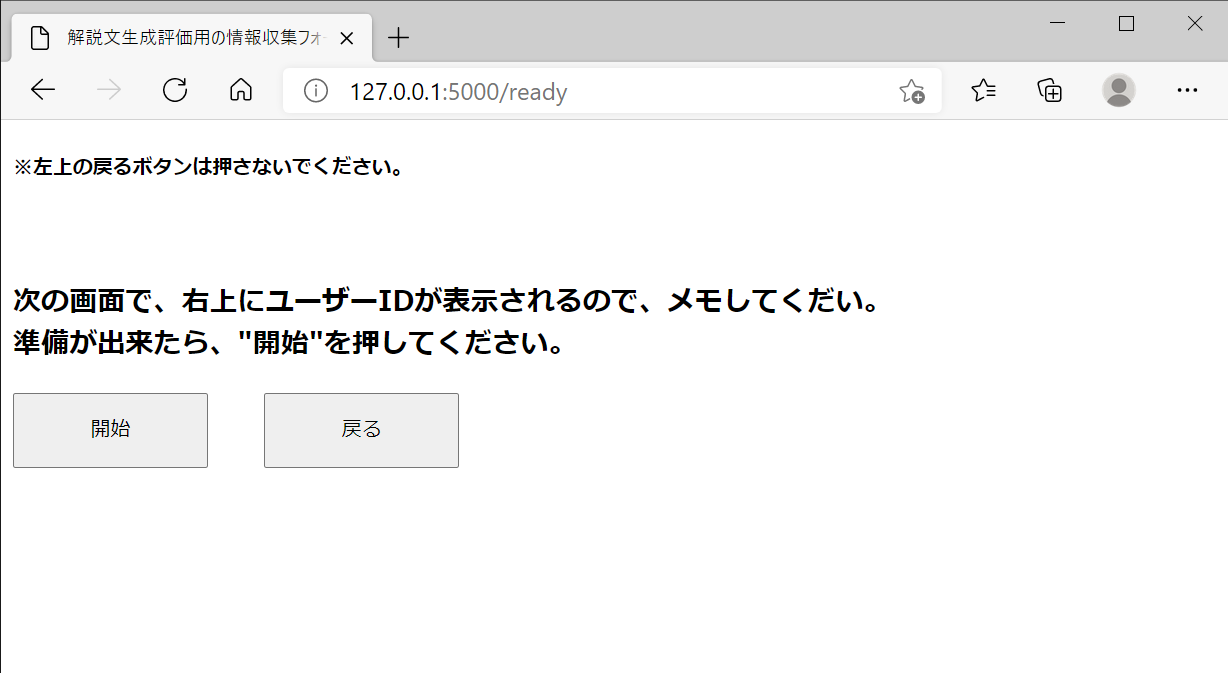 解説文生成評価用の情報収集フォ
127.0.0.1:5000/ready
※左上の戻るボタンは押さないでください。
次の画面で、右上にユーザーIDが表示されるので、メモしてくだい。
準備が出来たら、"開始"を押してください。
開始 戻る